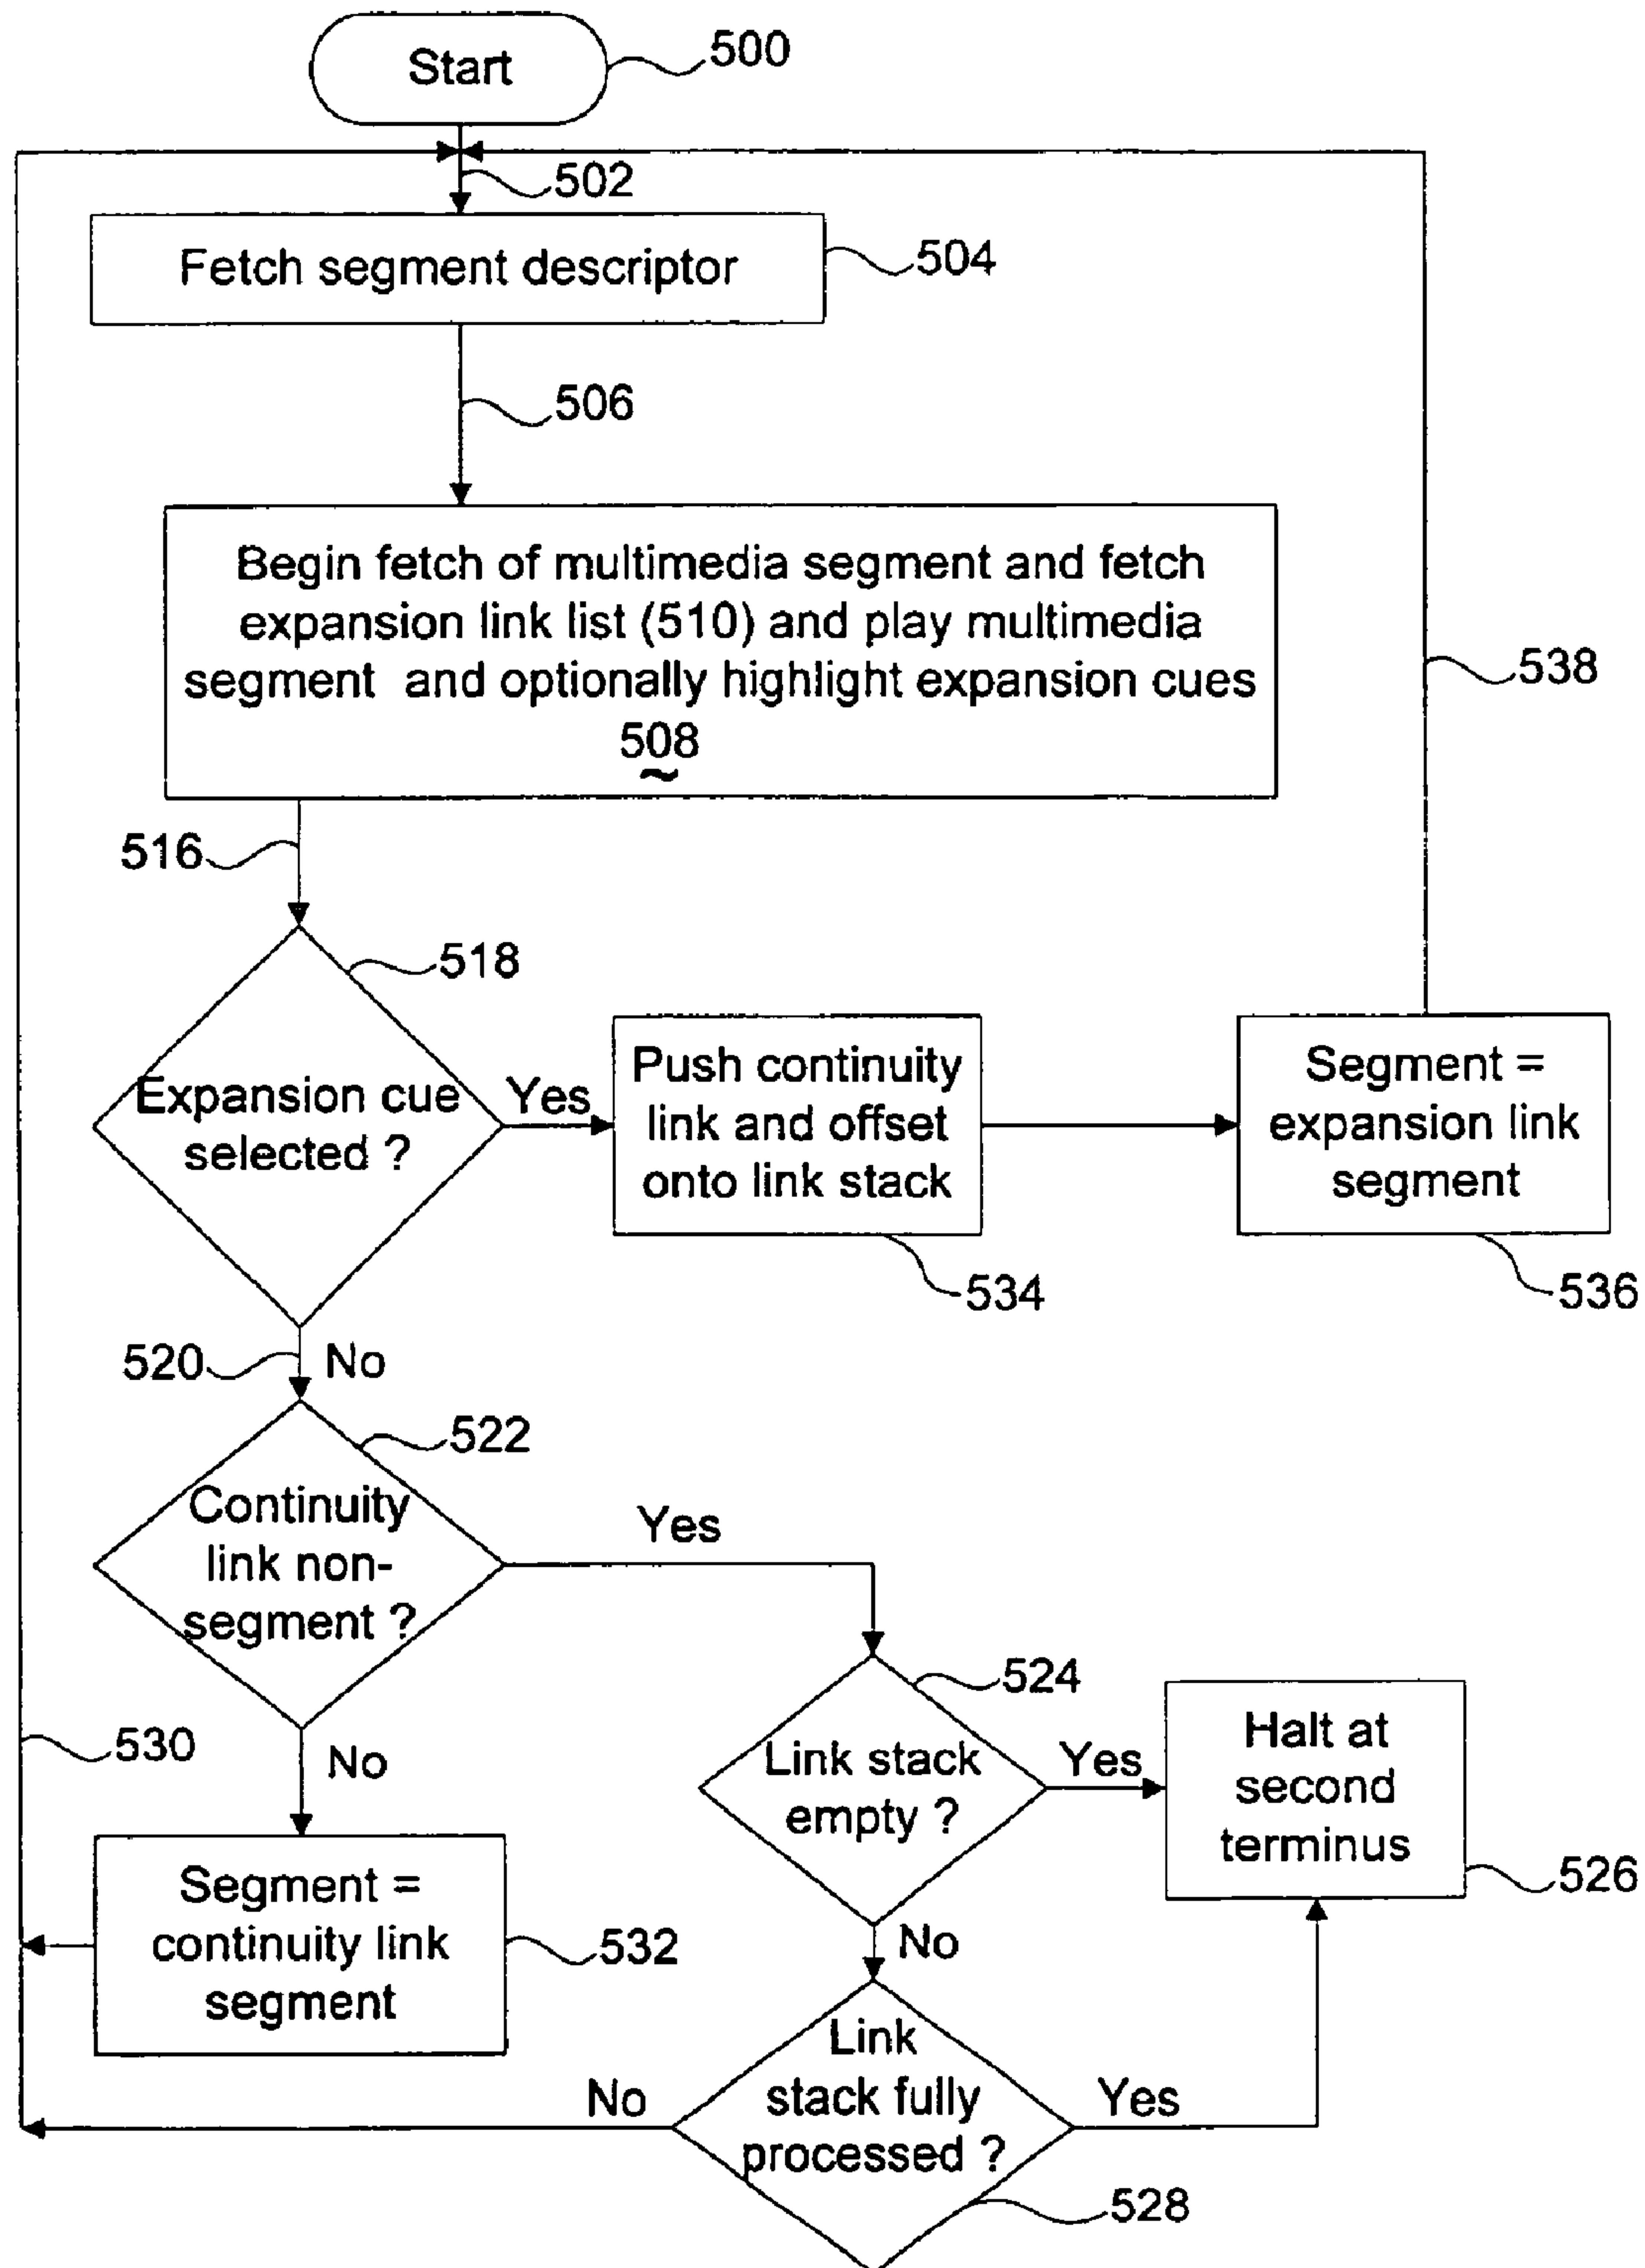 Start
500
502
Fetch segment descriptor
504
506
Begin fetch of multimedia segment and fetch
expansion link list (510) and play multimedia
segment and optionally highlight expansion cues
508
538
516
518
Expansion cue
selected ?
Yes
Push continuity
link and offset
onto link stack
Segment =
expansion link
segment
534
536
520
No
522
Continuity
link non-
segment ?
Yes
524
530
No
Link stack
empty ?
Yes
Halt at
second
terminus
526
Segment =
continuity link
segment
532
No
Link
stack fully
processed ?
No
Yes
528